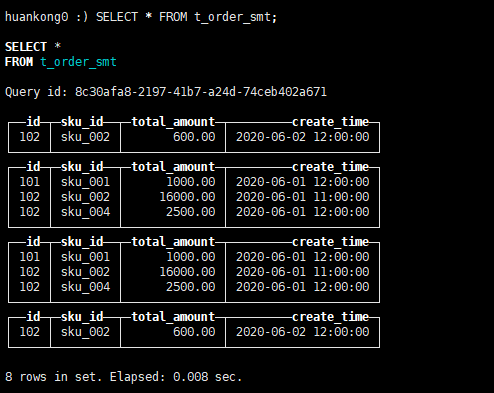 huankong0 :) SELECT * FROM t_order_smt;
SELECT *
FROM t_order_smt
Query id: 8c30afa8-2197-41b7-a24d-74ceb402a671
id sku_id total_amount create_time
102 sku_002 600.00 2020-06-02 12:00:00
id sku_id total_amount create_time
101 sku_001 1000.00 2020-06-01 12:00:00
102 sku_002 16000.00 2020-06-01 11:00:00
102 sku_004 2500.00 2020-06-01 12:00:00
id sku_id total_amount create_time
101 sku_001 1000.00 2020-06-01 12:00:00
102 sku_002 16000.00 2020-06-01 11:00:00
102 sku_004 2500.00 2020-06-01 12:00:00
id sku_id total_amount create_time
102 sku_002 600.00 2020-06-02 12:00:00
8 rows in set. Elapsed: 0.008 sec.